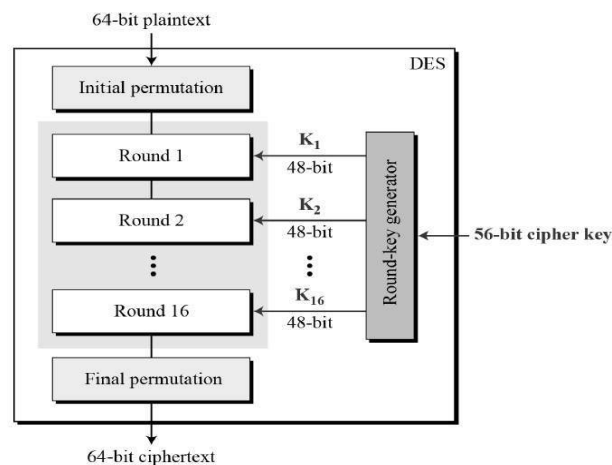 64-bit plaintext
DES
Initial permutation
Round 1
K1
48-bit
Round 2
K2
48-bit
Round-key generator
56-bit cipher key
Round 16
K16
48-bit
Final permutation
64-bit ciphertext